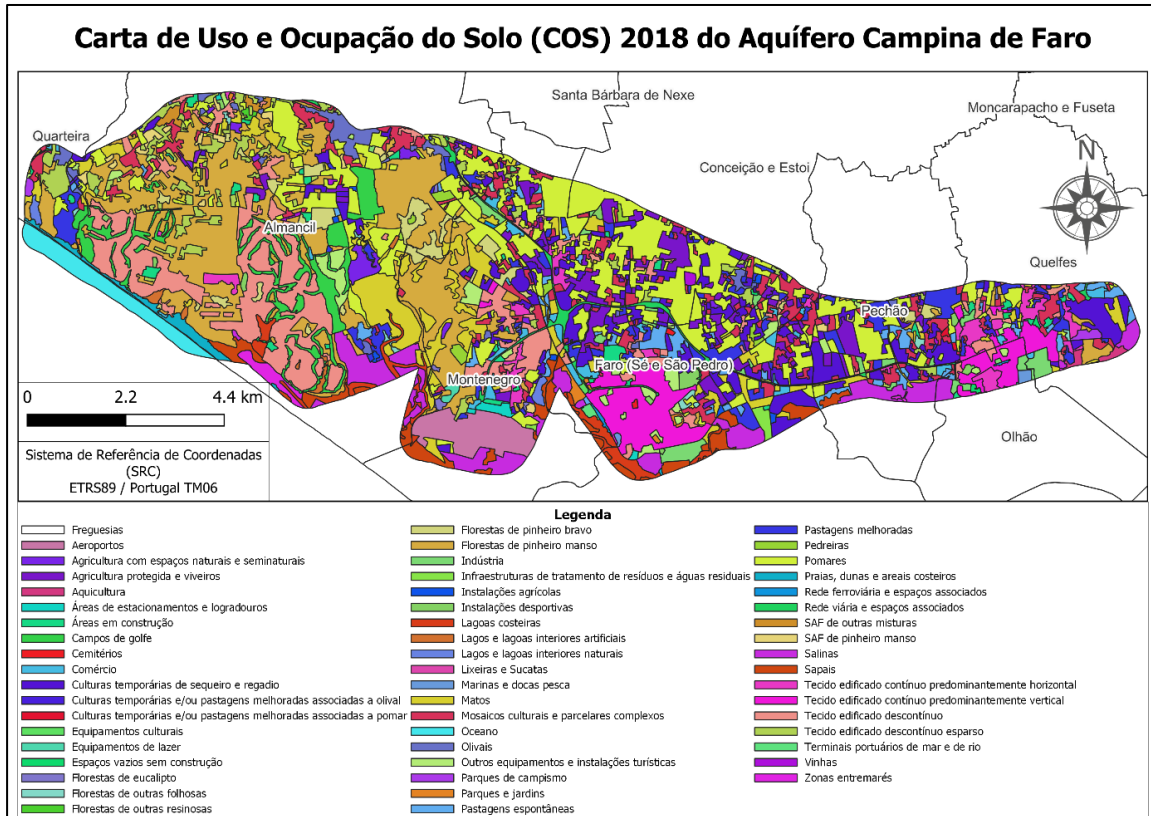 Carta de Uso e Ocupação do Solo (COS) 2018 do Aquífero Campina de Faro
Santa Bárbara de Nexe
Moncarapacho e Fuseta
Quarteira
Conceição e Estoi
N
Almancil
Quelfes
Pechão
Faro (Sé e São Pedro)
Montenegro
0 2.2 4.4 km
Olhão
Sistema de Referência de Coordenadas
(SRC)
ETRS89 / Portugal TM06
Legenda
Freguesias
Aeroportos
Agricultura com espaços naturais e seminaturais
Agricultura protegida e viveiros
Aquicultura
Áreas de estacionamentos e logradouros
Áreas em construção
Campos de golfe
Cemitérios
Comércio
Culturas temporárias de sequeiro e regadio
Culturas temporárias e/ou pastagens melhoradas associadas a olival
Culturas temporárias e/ou pastagens melhoradas associadas a pomar
Equipamentos culturais
Equipamentos de lazer
Espaços vazios sem construção
Florestas de eucalipto
Florestas de outras folhosas
Florestas de outras resinosas
Florestas de pinheiro bravo
Florestas de pinheiro manso
Indústria
Infraestruturas de tratamento de resíduos e águas residuais
Instalações agrícolas
Instalações desportivas
Lagoas costeiras
Lagos e lagoas interiores artificiais
Lagos e lagoas interiores naturais
Lixeiras e Sucatas
Marinas e docas pesca
Matos
Mosaicos culturais e parcelares complexos
Oceano
Olivais
Outros equipamentos e instalações turísticas
Parques de campismo
Parques e jardins
Pastagens espontâneas
Pastagens melhoradas
Pedreiras
Pomares
Praias, dunas e areais costeiros
Rede ferroviária e espaços associados
Rede viária e espaços associados
SAF de outras misturas
SAF de pinheiro manso
Salinas
Sapais
Tecido edificado contínuo predominantemente horizontal
Tecido edificado contínuo predominantemente vertical
Tecido edificado descontínuo
Tecido edificado descontínuo esparso
Terminais portuários de mar e de rio
Vinhas
Zonas entremarés